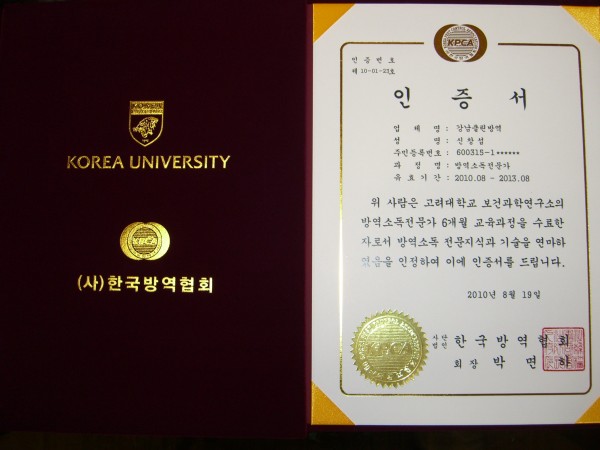 KOREA UNIVERSITY
KPCA
(사)한국방역협회
KPCA
인증번호
제 10-01-23호
인 증 서
업 체 명 : 강남클린방역
성 명 : 신창섭
주민등록번호 : 600315-1******
과 정 명 : 방역소독전문가
유 효 기 간 : 2010.08 - 2013.08
위 사람은 고려대학교 보건과학연구소의
방역소독전문가 6개월 교육과정을 수료한
자로서 방역소독 전문지식과 기술을 연마하
였음을 인정하여 이에 인증서를 드립니다.
2010년 8월 19일
KPCA
사단법인 한국방역협회
회장 박 면 하